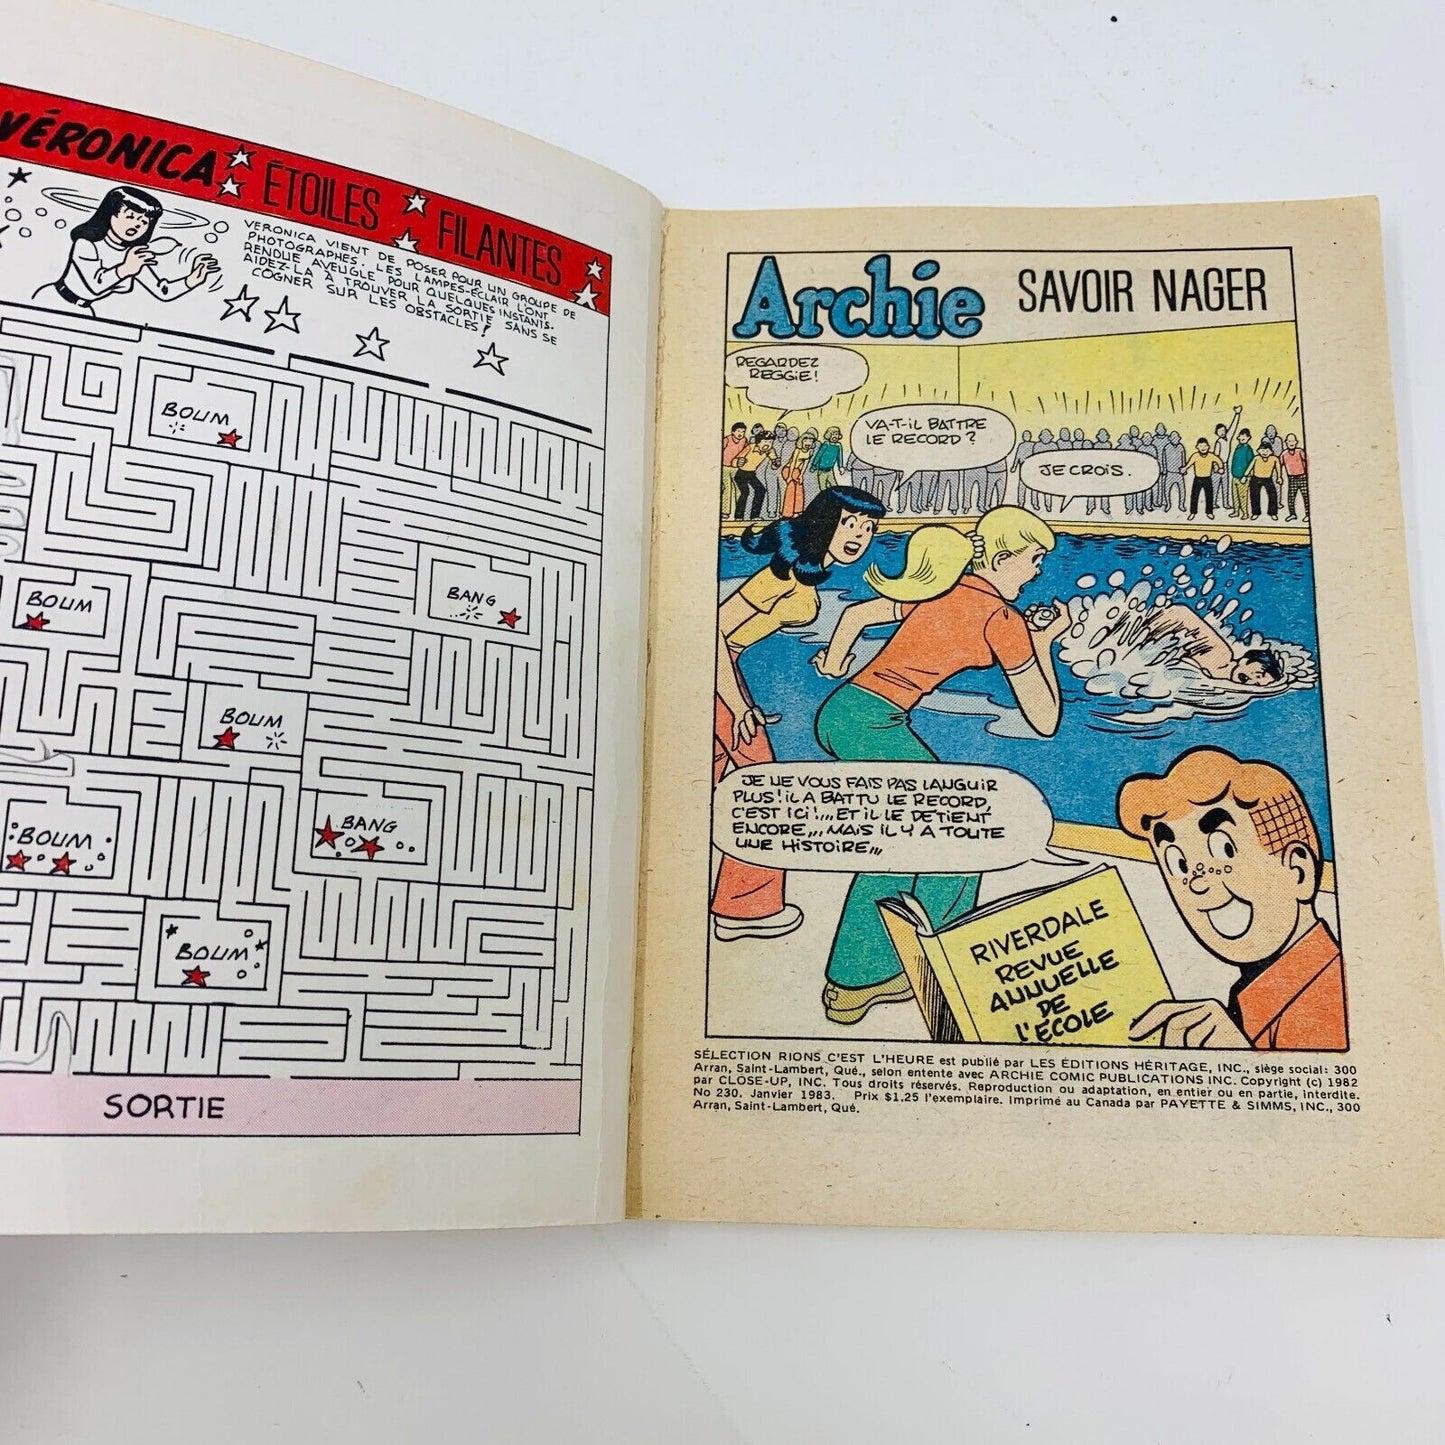 VÉRONICA ÉTOILES FILANTES
VERONICA VIENT DE POSER POUR UN GROUPE DE
PHOTOGRAPHES. LES LAMPES-ÉCLAIR L'ONT
RENDUE AVEUGLE POUR QUELQUES INSTANTS.
AIDEZ-LA À TROUVER LA SORTIE SANS SE
COGNER SUR LES OBSTACLES!
BOUM
BANG
BOUM
BOUM
BOUM
BANG
BOUM
SORTIE
Archie SAVOIR NAGER
REGARDEZ
REGGIE!
VA-T-IL BATTRE
LE RECORD?
JE CROIS.
JE NE VOUS FAIS PAS LANGUIR
PLUS! IL A BATTU LE RECORD,
C'EST ICI!... ET IL LE DÉTIENT
ENCORE... MAIS IL Y A TOUTE
UNE HISTOIRE...
RIVERDALE
REVUE
ANNUELLE
DE
L'ÉCOLE
SÉLECTION RIONS C'EST L'HEURE est publié par LES ÉDITIONS HÉRITAGE, INC., siège social: 300
Arran, Saint-Lambert, Qué., selon entente avec ARCHIE COMIC PUBLICATIONS INC. Copyright (c) 1982
par CLOSE-UP, INC. Tous droits réservés. Reproduction ou adaptation, en entier ou en partie, interdite.
No 230. Janvier 1983. Prix $1.25 l'exemplaire. Imprimé au Canada par PAYETTE & SIMMS, INC., 300
Arran, Saint-Lambert, Qué.